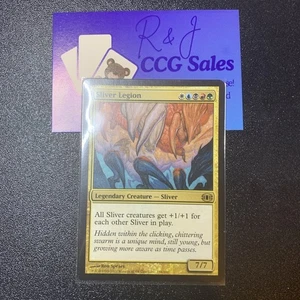 R & J
CCG Sales
Sliver Legion
Legendary Creature — Sliver
All Sliver creatures get +1/+1 for
each other Sliver in play.
Hidden within the clicking, chittering
swarm is a unique mind, still young, but
growing more aware as time passes.
Ron Spears
7/7